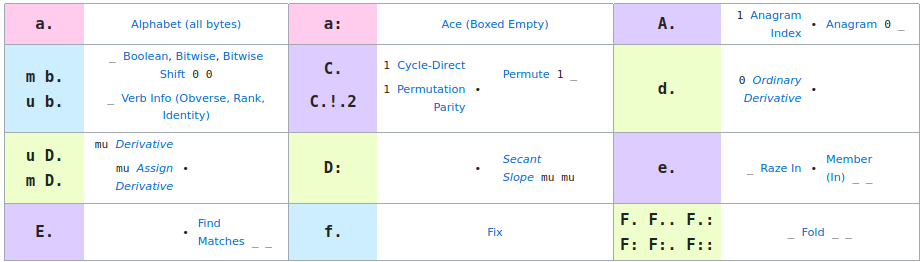 a. Alphabet (all bytes) a: Ace (Boxed Empty) A. 1 Anagram Index • Anagram 0 _
m b.
u b.
_ Boolean, Bitwise, Bitwise Shift 0 0
_ Verb Info (Obverse, Rank, Identity)
C.
C.!.2
1 Cycle-Direct
1 Permutation Parity • Permute 1 _
d. 0 Ordinary Derivative •
u D.
m D.
mu Derivative
mu Assign Derivative •
D: • Secant Slope mu mu
e. _ Raze In • Member (In) _ _
E. • Find Matches _ _
f. Fix
F. F.. F.:
F: F:. F::
_ Fold _ _